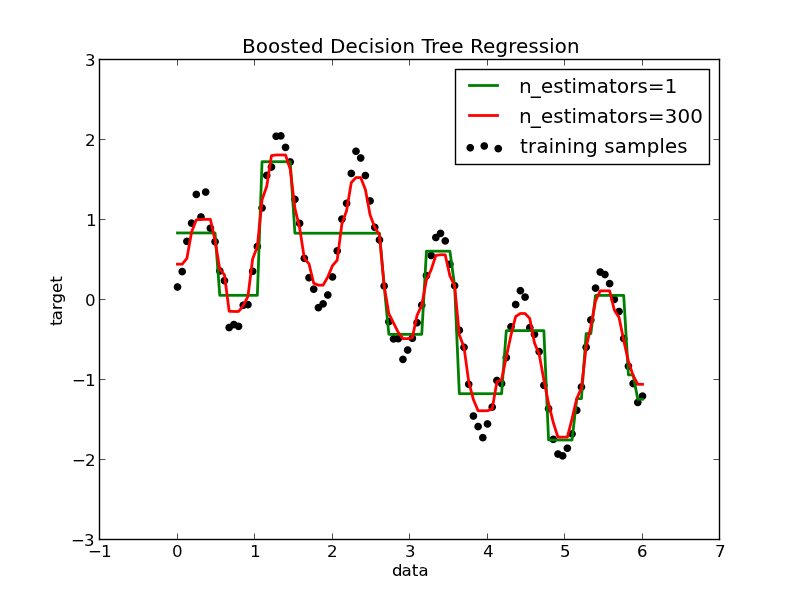 Boosted Decision Tree Regression
n_estimators=1
n_estimators=300
training samples
target
3
2
1
0
−1
−2
−3
−1 0 1 2 3 4 5 6 7
data